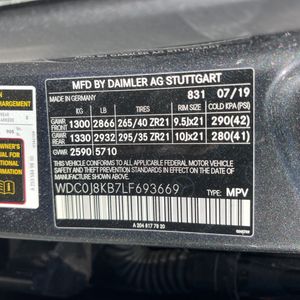 MFD BY DAIMLER AG STUTTGART
MADE IN GERMANY 831 07/19
KG LB TIRES RIM SIZE COLD KPA(PSI)
GAWR FRONT 1300 2866 265/40 ZR21 9.5jx21 290(42)
GAWR REAR 1330 2932 295/35 ZR21 10jx21 280(41)
GVWR 2590 5710
THIS VEHICLE CONFORMS TO ALL APPLICABLE FEDERAL MOTOR VEHICLE
SAFETY STANDARDS IN EFFECT ON THE DATE OF MANUFACTURE SHOWN ABOVE
WDC0J8KB7LF693669 TYPE: MPV
A 204 817 79 20